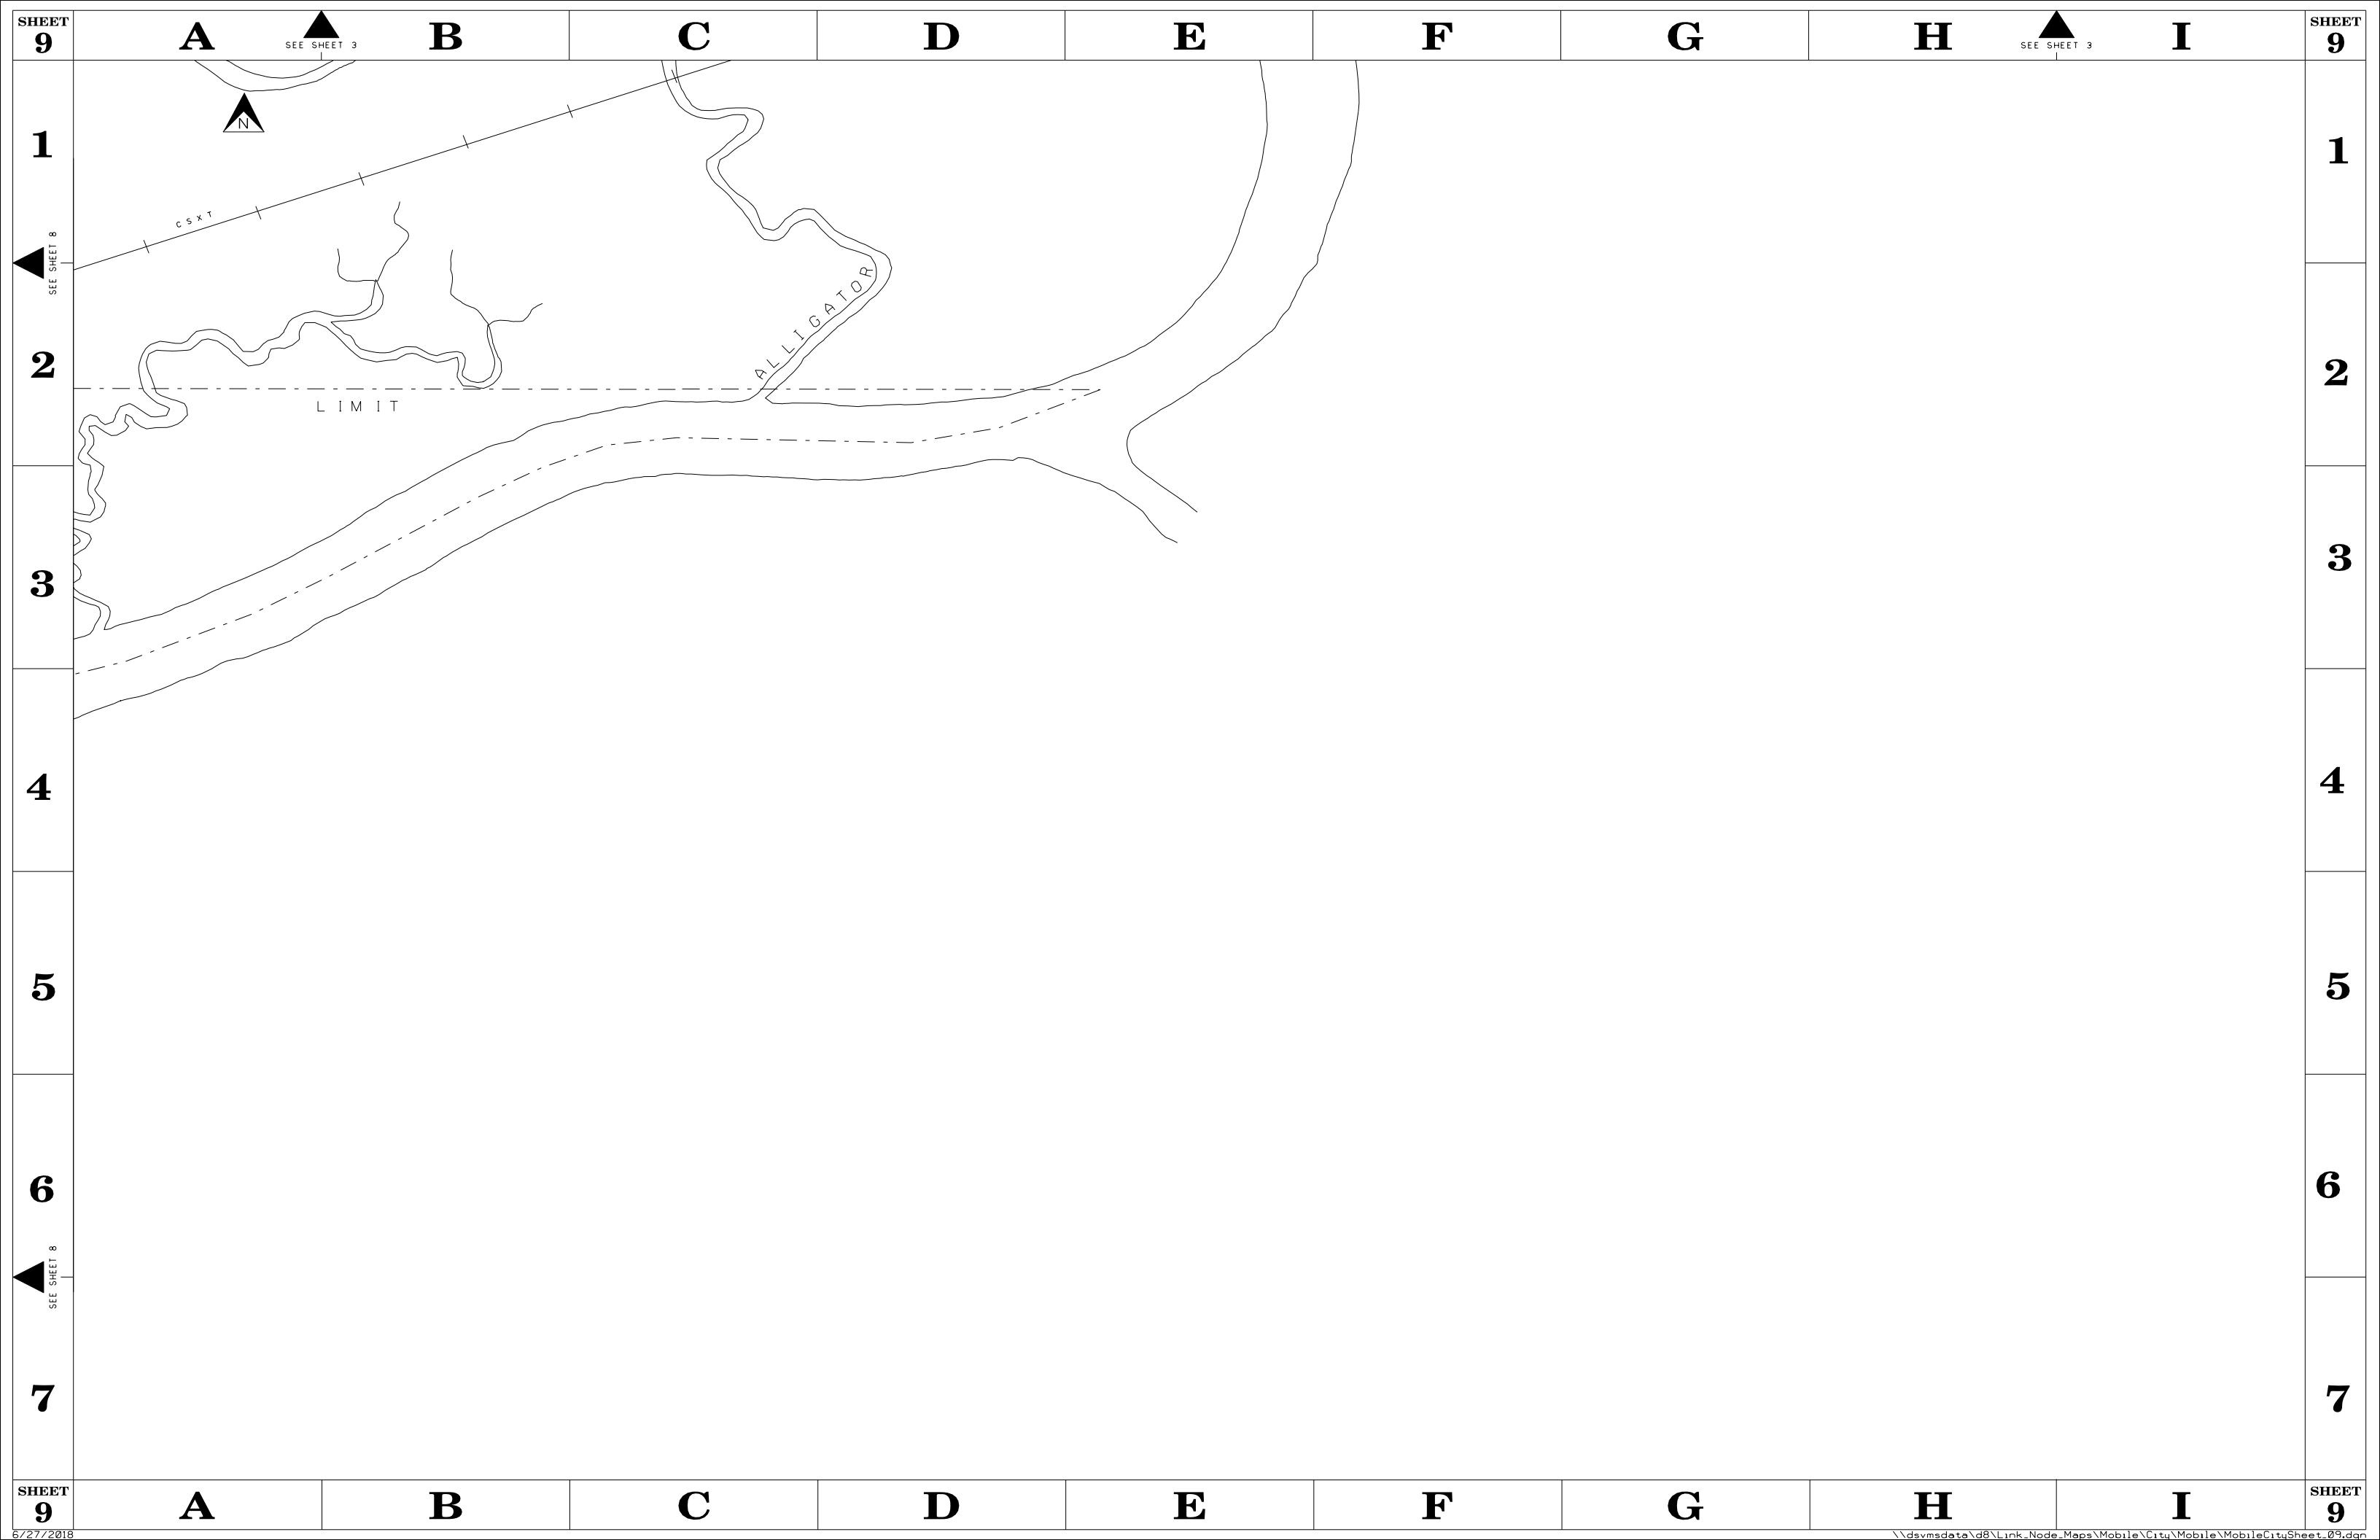 SHEET
9
A
SEE SHEET 3
B
C
D
E
F
G
H
SEE SHEET 3
I
SHEET
9
N
1
1
CSXT
SEE SHEET 8
ALLIGATOR
2
2
LIMIT
3
3
4
4
5
5
6
6
SEE SHEET 8
7
7
SHEET
9
A
B
C
D
E
F
G
H
I
SHEET
9
6/27/2018
\\dsvmsdata\d8\Link_Node_Maps\Mobile\City\Mobile\MobileCitySheet_09.dgn